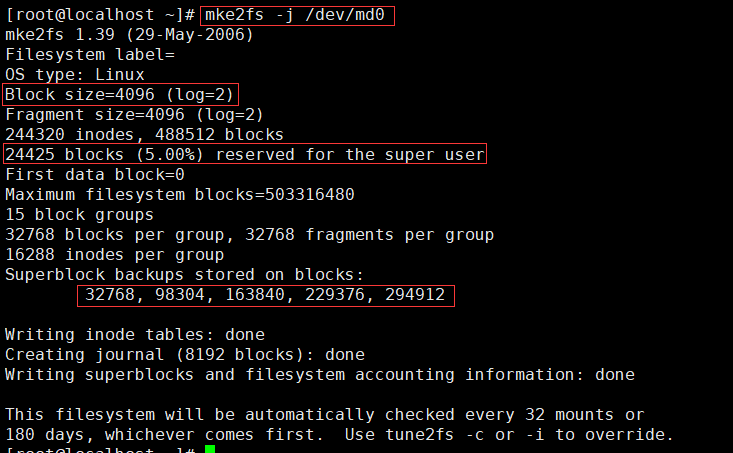 [root@localhost ~]# mke2fs -j /dev/md0
mke2fs 1.39 (29-May-2006)
Filesystem label=
OS type: Linux
Block size=4096 (log=2)
Fragment size=4096 (log=2)
244320 inodes, 488512 blocks
24425 blocks (5.00%) reserved for the super user
First data block=0
Maximum filesystem blocks=503316480
15 block groups
32768 blocks per group, 32768 fragments per group
16288 inodes per group
Superblock backups stored on blocks:
32768, 98304, 163840, 229376, 294912
Writing inode tables: done
Creating journal (8192 blocks): done
Writing superblocks and filesystem accounting information: done
This filesystem will be automatically checked every 32 mounts or
180 days, whichever comes first.  Use tune2fs -c or -i to override.
[root@localhost ~]#